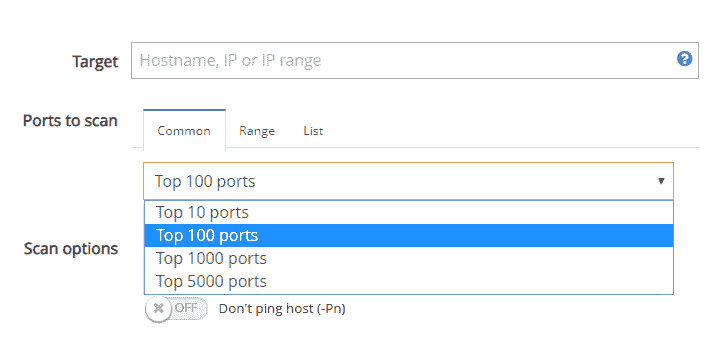 Target Hostname, IP or IP range ?
Ports to scan
Common Range List
Top 100 ports
Top 10 ports
Top 100 ports
Scan options
Top 1000 ports
Top 5000 ports
OFF Don't ping host (-Pn)